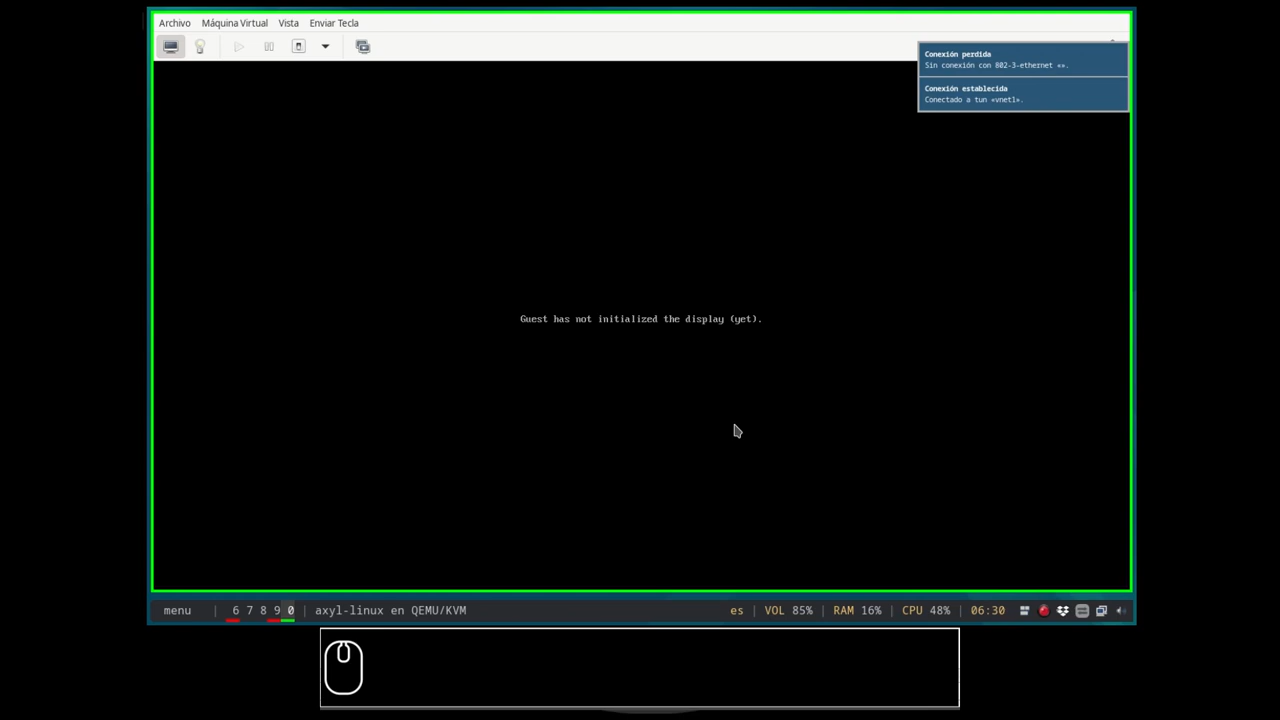 Archivo Máquina Virtual Vista Enviar Tecla
Conexión perdida
Sin conexión con 802-3-ethernet «».
Conexión establecida
Conectado a tun «vnet1».
Guest has not initialized the display (yet).
menu | 6 7 8 9 0 | axyl-linux en QEMU/KVM es | VOL 85% | RAM 16% | CPU 48% | 06:30